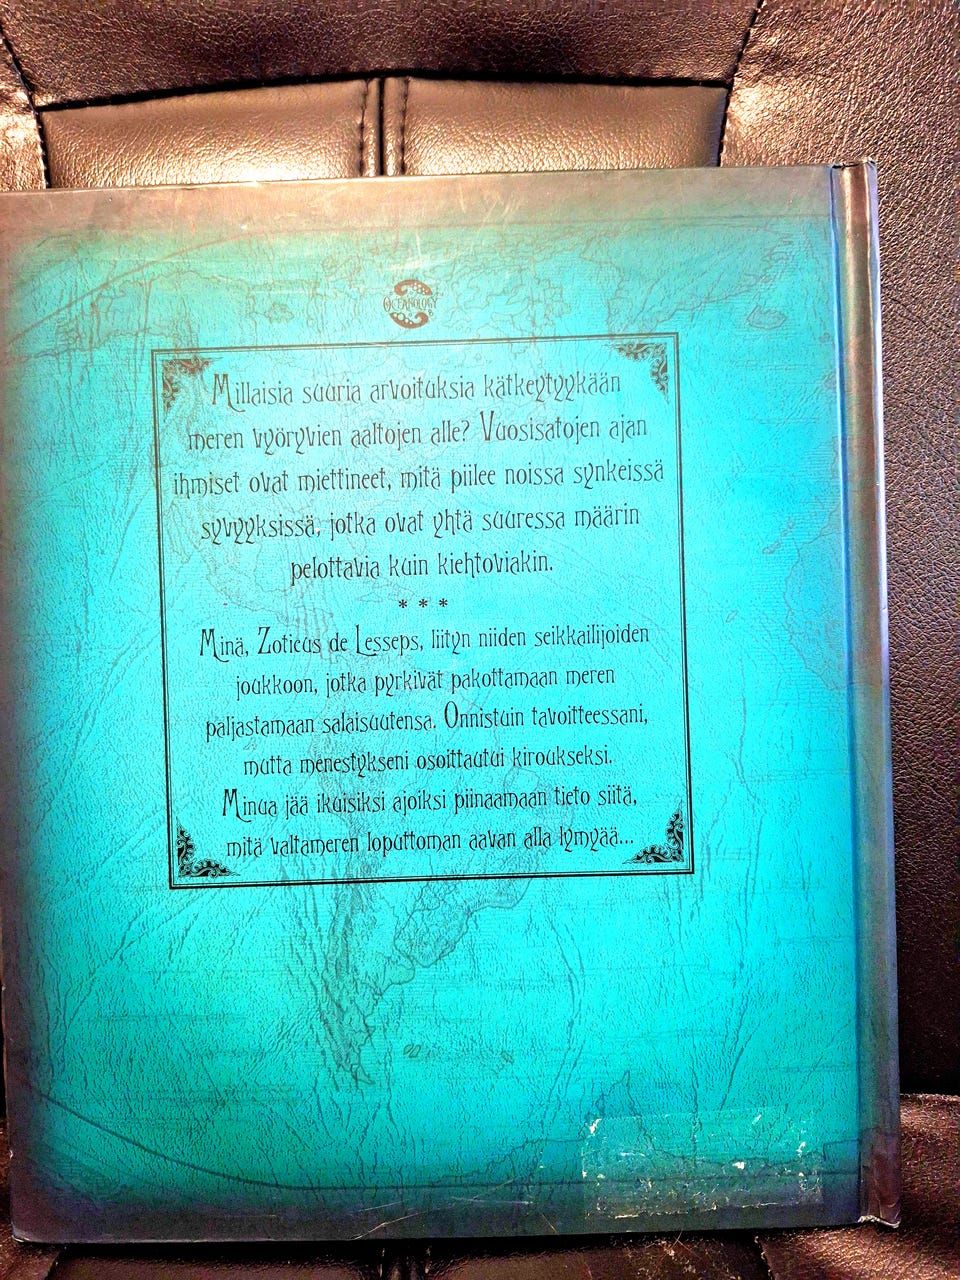 OCEANOLOGY
Millaisia suuria arvoituksia kätkeytyykään
meren vyöryvien aaltojen alle? Vuosisatojen ajan
ihmiset ovat miettineet, mitä piilee noissa synkeissä
syvyyksissä, jotka ovat yhtä suuressa määrin
pelottavia kuin kiehtoviakin.
* * *
Minä, Zoticus de Lesseps, liityn niiden seikkailijoiden
joukkoon, jotka pyrkivät pakottamaan meren
paljastamaan salaisuutensa. Onnistuin tavoitteessani,
mutta menestykseni osoittautui kiroukseksi.
Minua jää ikuisiksi ajoiksi piinaamaan tieto siitä,
mitä valtameren loputtoman aavan alla lymyää...